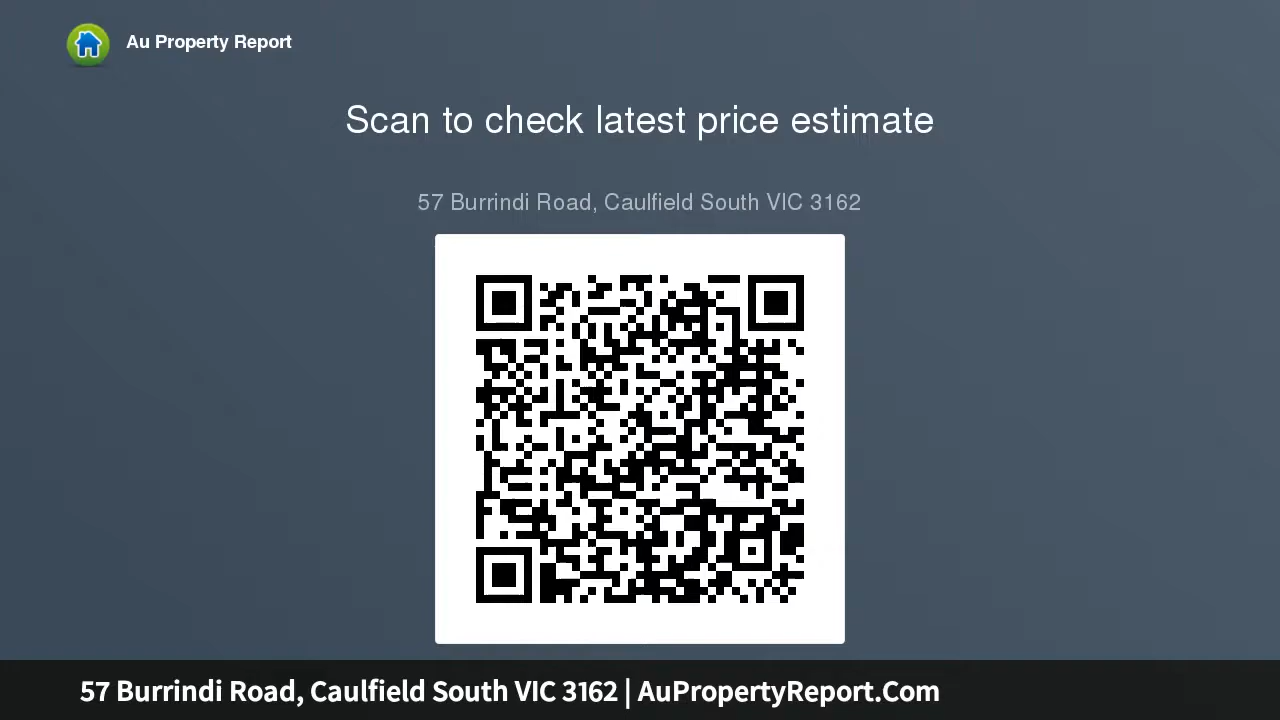 Au Property Report
Scan to check latest price estimate
57 Burrindi Road, Caulfield South VIC 3162
57 Burrindi Road, Caulfield South VIC 3162 | AuPropertyReport.Com